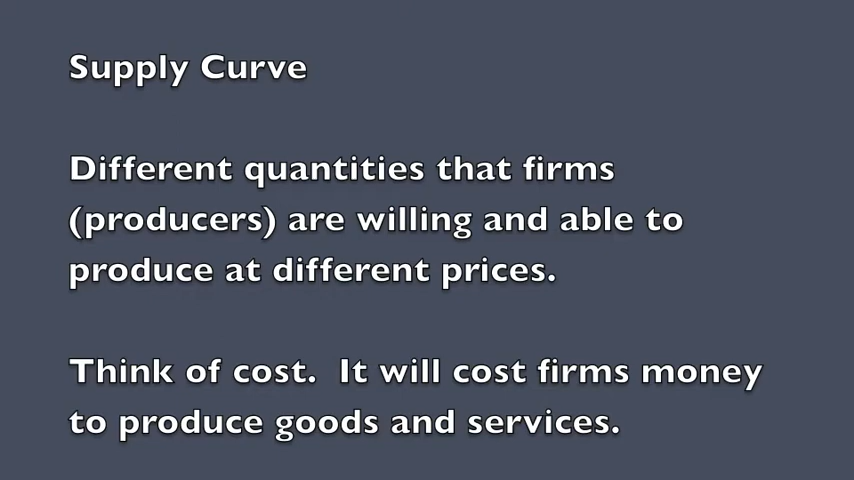 Supply Curve
Different quantities that firms
(producers) are willing and able to
produce at different prices.
Think of cost.  It will cost firms money
to produce goods and services.